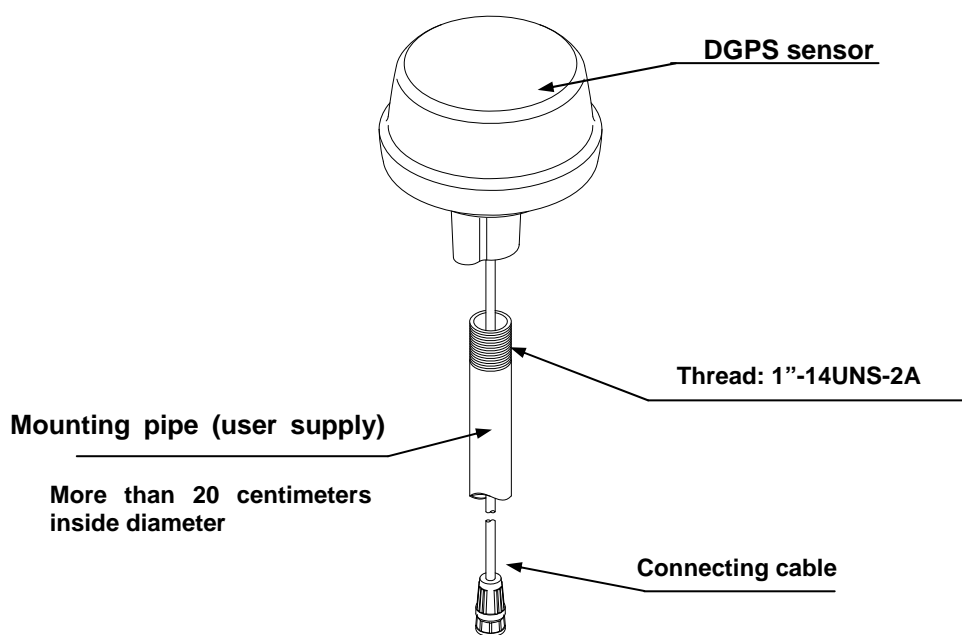 DGPS sensor
Thread: 1”-14UNS-2A
Mounting pipe (user supply)
More than 20 centimeters
inside diameter
Connecting cable